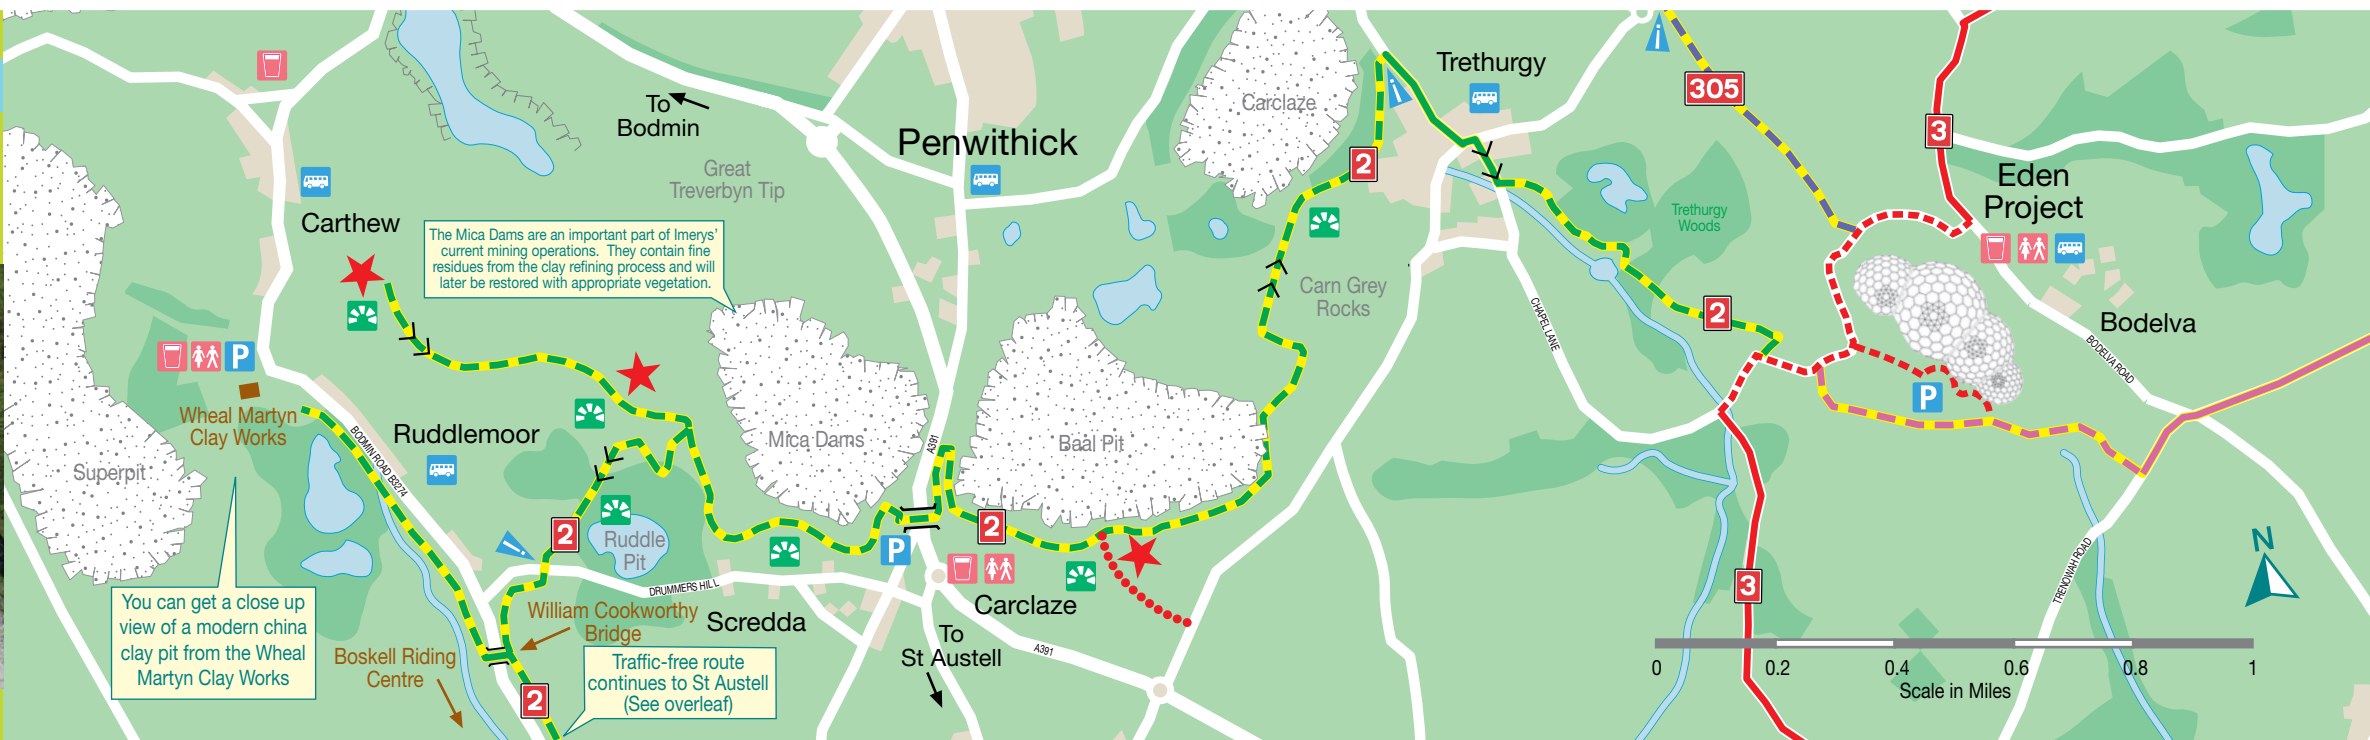 To
Bodmin
Penwithick
Great
Treverbyn Tip
Carclaze
Trethurgy
305
3
Eden
Project
2
Carthew
The Mica Dams are an important part of Imerys'
current mining operations. They contain fine
residues from the clay refining process and will
later be restored with appropriate vegetation.
Trethurgy
Woods
Carn Grey
Rocks
CHAPEL LANE
2
Bodelva
BODELVA ROAD
P
Wheal Martyn
Clay Works
BODMIN ROAD B3274
Ruddlemoor
Superpit
Mica Dams
A391
Baal Pit
P
2
Ruddle
Pit
P
2
DRUMMERS HILL
Scredda
Carclaze
You can get a close up
view of a modern china
clay pit from the Wheal
Martyn Clay Works
William Cookworthy
Bridge
Boskell Riding
Centre
Traffic-free route
continues to St Austell
(See overleaf)
2
To
St Austell
A391
3
TRENOWAH ROAD
N
0 0.2 0.4 0.6 0.8 1
Scale in Miles